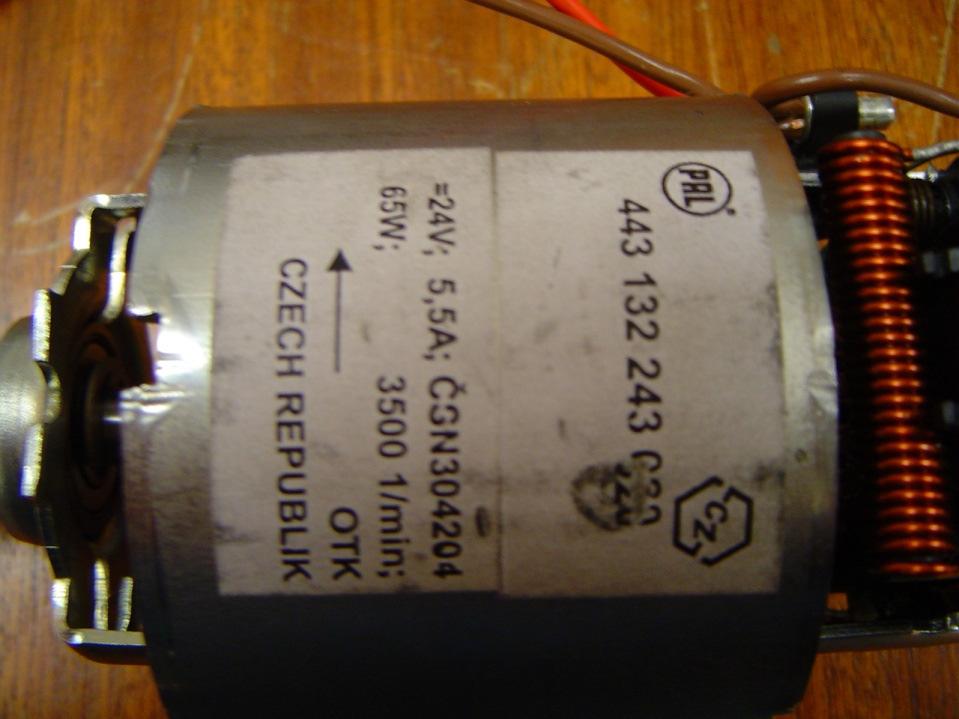 PAL
443 132 243
CZ
=24V; 5,5A; ČSN304204
65W; 3500 1/min;
OTK
CZECH REPUBLIK